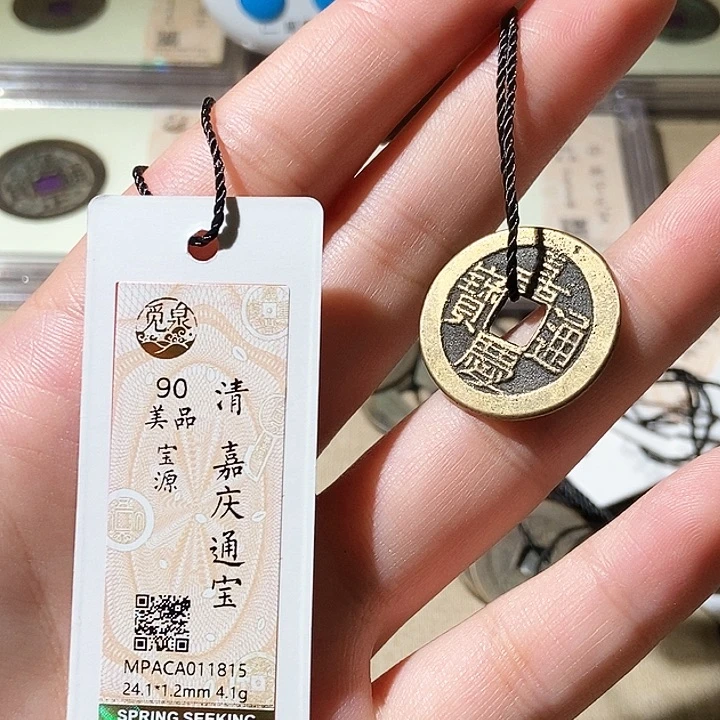 觅泉
90
美品
宝源
清 嘉庆通宝
MPACA011815
24.1*1.2mm 4.1g
SPRING SEEKING
嘉慶通寶